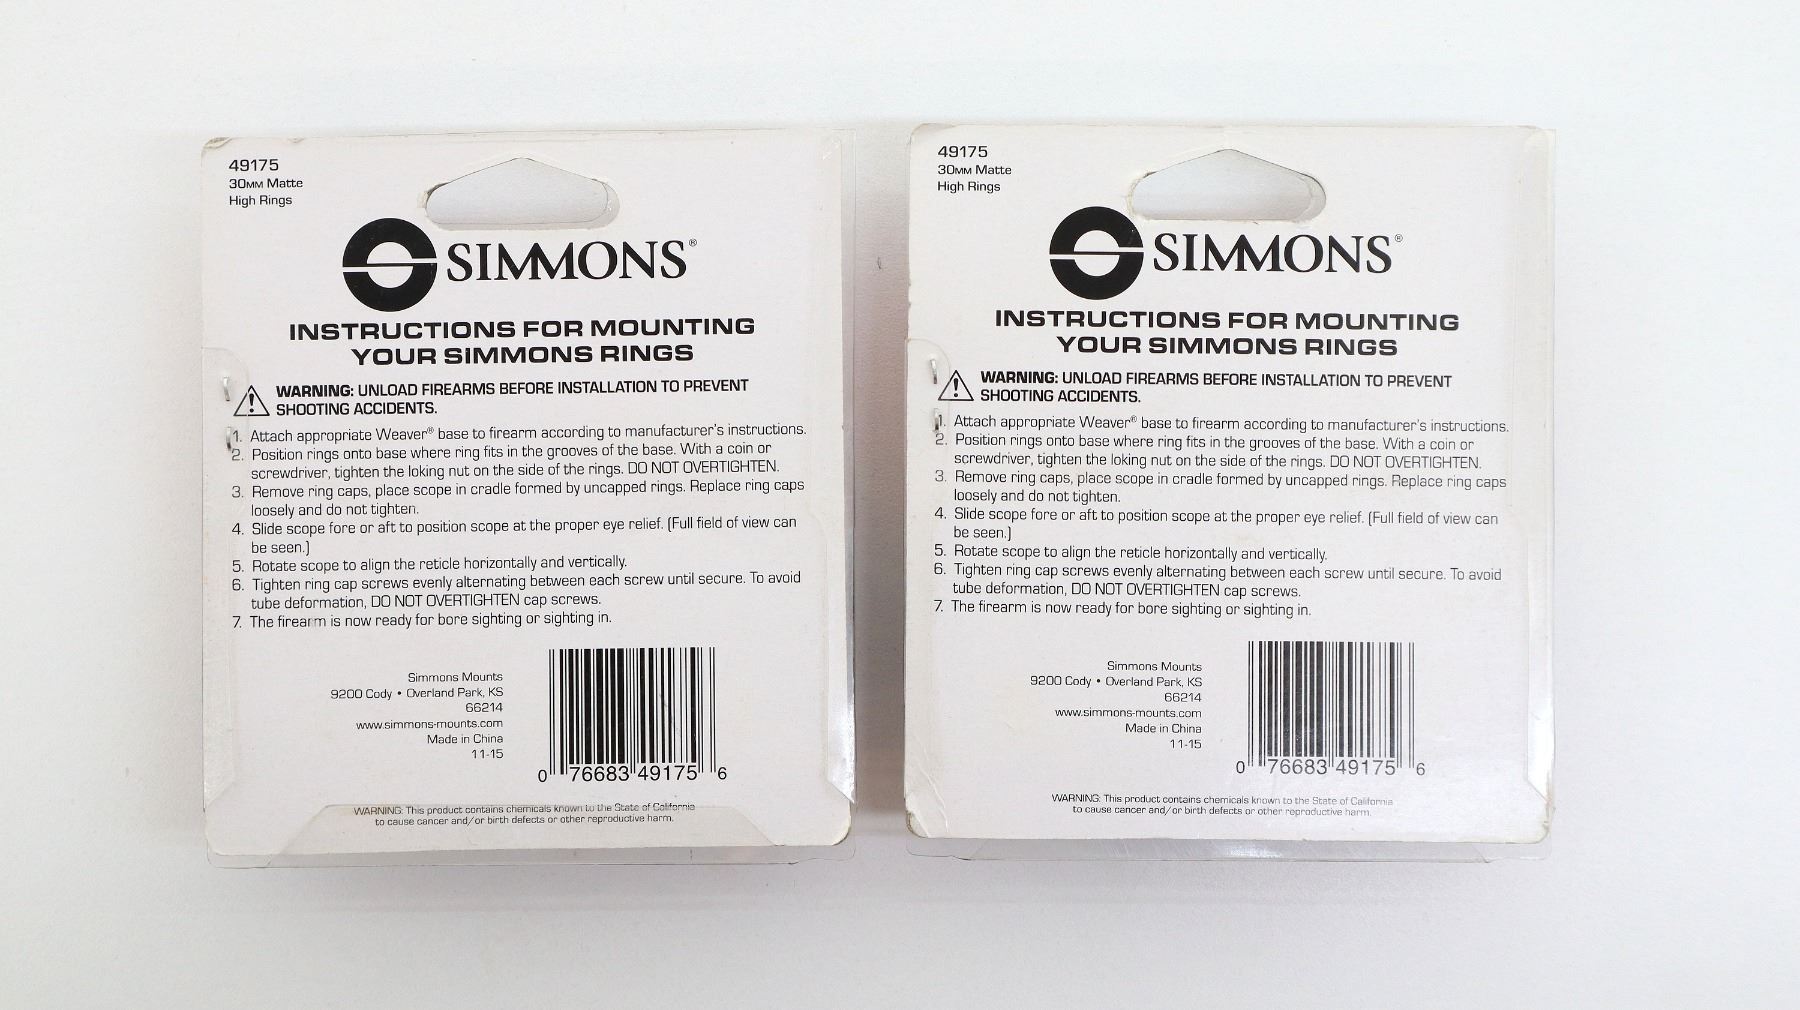 49175
30MM Matte
High Rings
SIMMONS®
INSTRUCTIONS FOR MOUNTING
YOUR SIMMONS RINGS
WARNING: UNLOAD FIREARMS BEFORE INSTALLATION TO PREVENT
SHOOTING ACCIDENTS.
1. Attach appropriate Weaver® base to firearm according to manufacturer's instructions.
2. Position rings onto base where ring fits in the grooves of the base. With a coin or
screwdriver, tighten the loking nut on the side of the rings. DO NOT OVERTIGHTEN.
3. Remove ring caps, place scope in cradle formed by uncapped rings. Replace ring caps
loosely and do not tighten.
4. Slide scope fore or aft to position scope at the proper eye relief. (Full field of view can
be seen.)
5. Rotate scope to align the reticle horizontally and vertically.
6. Tighten ring cap screws evenly alternating between each screw until secure. To avoid
tube deformation, DO NOT OVERTIGHTEN cap screws.
7. The firearm is now ready for bore sighting or sighting in.
Simmons Mounts
9200 Cody • Overland Park, KS
66214
www.simmons-mounts.com
Made in China
11-15
0 76683 49175 6
WARNING: This product contains chemicals known to the State of California
to cause cancer and/or birth defects or other reproductive harm.
49175
30MM Matte
High Rings
SIMMONS®
INSTRUCTIONS FOR MOUNTING
YOUR SIMMONS RINGS
WARNING: UNLOAD FIREARMS BEFORE INSTALLATION TO PREVENT
SHOOTING ACCIDENTS.
1. Attach appropriate Weaver® base to firearm according to manufacturer's instructions.
2. Position rings onto base where ring fits in the grooves of the base. With a coin or
screwdriver, tighten the loking nut on the side of the rings. DO NOT OVERTIGHTEN.
3. Remove ring caps, place scope in cradle formed by uncapped rings. Replace ring caps
loosely and do not tighten.
4. Slide scope fore or aft to position scope at the proper eye relief. (Full field of view can
be seen.)
5. Rotate scope to align the reticle horizontally and vertically.
6. Tighten ring cap screws evenly alternating between each screw until secure. To avoid
tube deformation, DO NOT OVERTIGHTEN cap screws.
7. The firearm is now ready for bore sighting or sighting in.
Simmons Mounts
9200 Cody • Overland Park, KS
66214
www.simmons-mounts.com
Made in China
11-15
0 76683 49175 6
WARNING: This product contains chemicals known to the State of California
to cause cancer and/or birth defects or other reproductive harm.